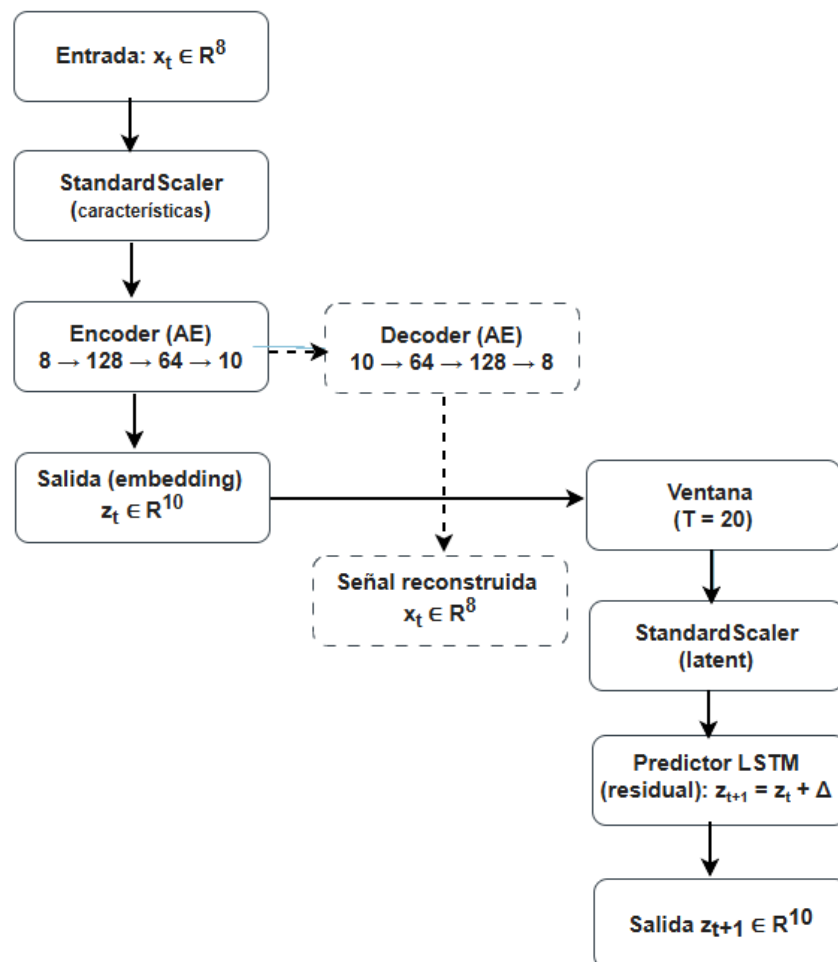 Entrada: xₜ ∈ R⁸
StandardScaler
(características)
Encoder (AE)
8 → 128 → 64 → 10
Decoder (AE)
10 → 64 → 128 → 8
Salida (embedding)
zₜ ∈ R¹⁰
Ventana
(T = 20)
Señal reconstruida
xₜ ∈ R⁸
StandardScaler
(latent)
Predictor LSTM
(residual): zₜ₊₁ = zₜ + Δ
Salida zₜ₊₁ ∈ R¹⁰